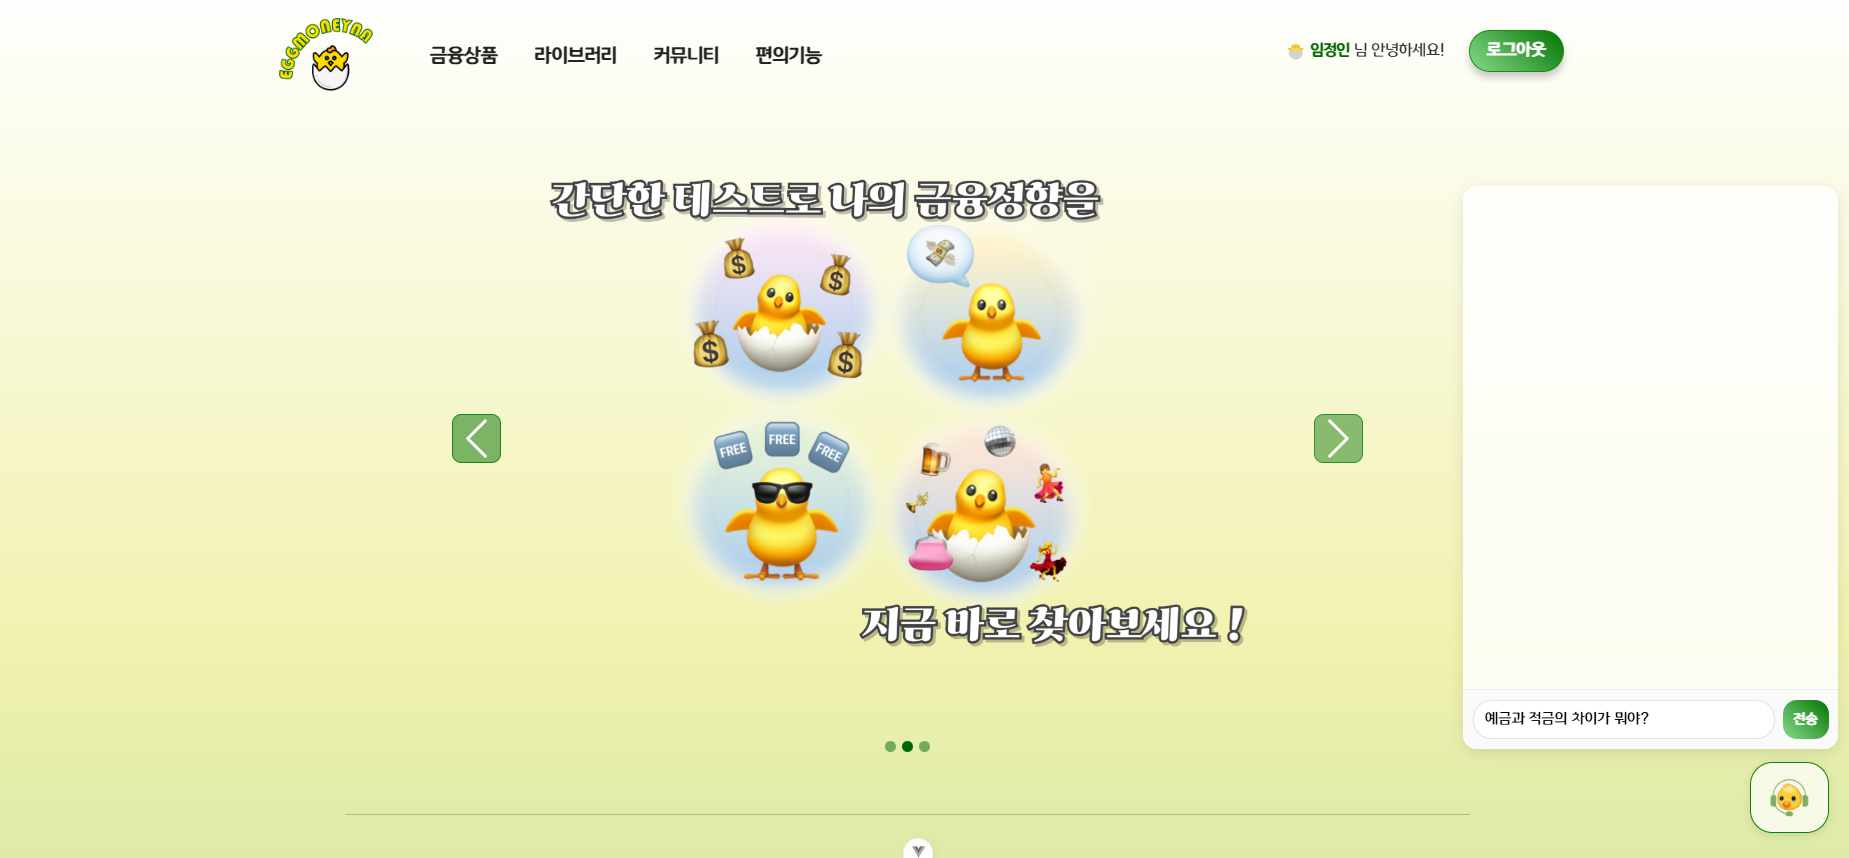 EGGMONEYNA
금융상품 라이브러리 커뮤니티 편의기능
임정인 님 안녕하세요!
로그아웃
간단한 테스트로 나의 금융성향을
$ $
$ $
$
FREE FREE FREE
지금 바로 찾아보세요 !
예금과 적금의 차이가 뭐야?
전송